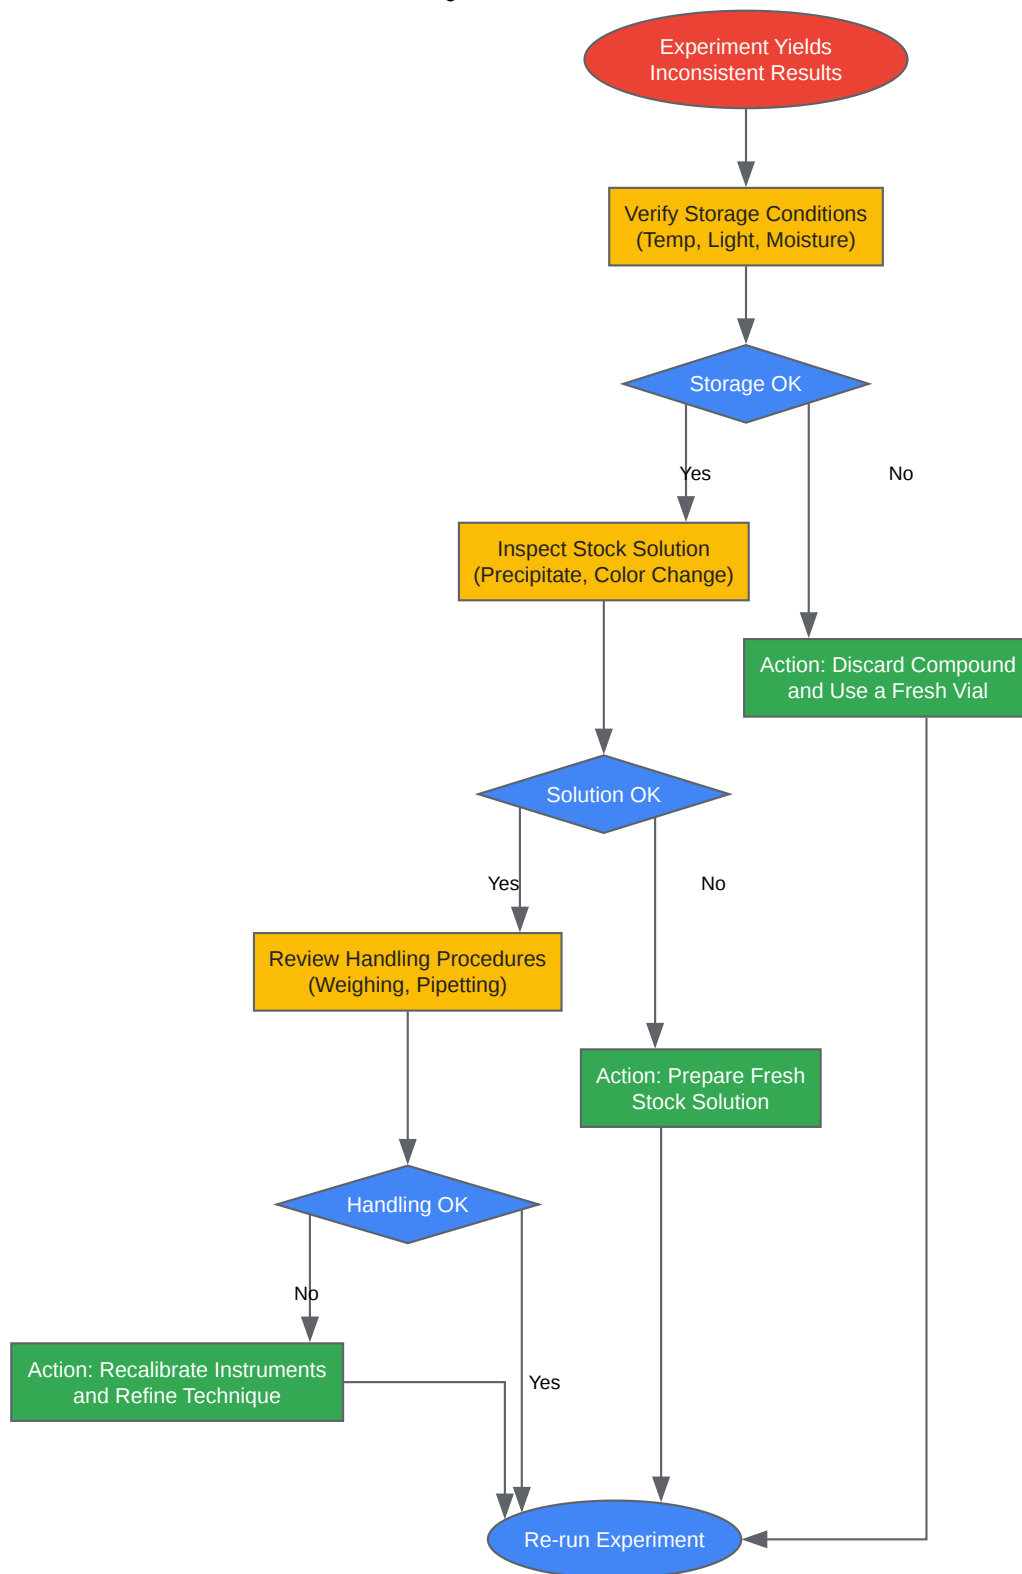 Experiment Yields
Inconsistent Results
Verify Storage Conditions
(Temp, Light, Moisture)
Storage OK
Yes
No
Inspect Stock Solution
(Precipitate, Color Change)
Action: Discard Compound
and Use a Fresh Vial
Solution OK
Yes
No
Review Handling Procedures
(Weighing, Pipetting)
Action: Prepare Fresh
Stock Solution
Handling OK
No
Action: Recalibrate Instruments
and Refine Technique
Yes
Re-run Experiment